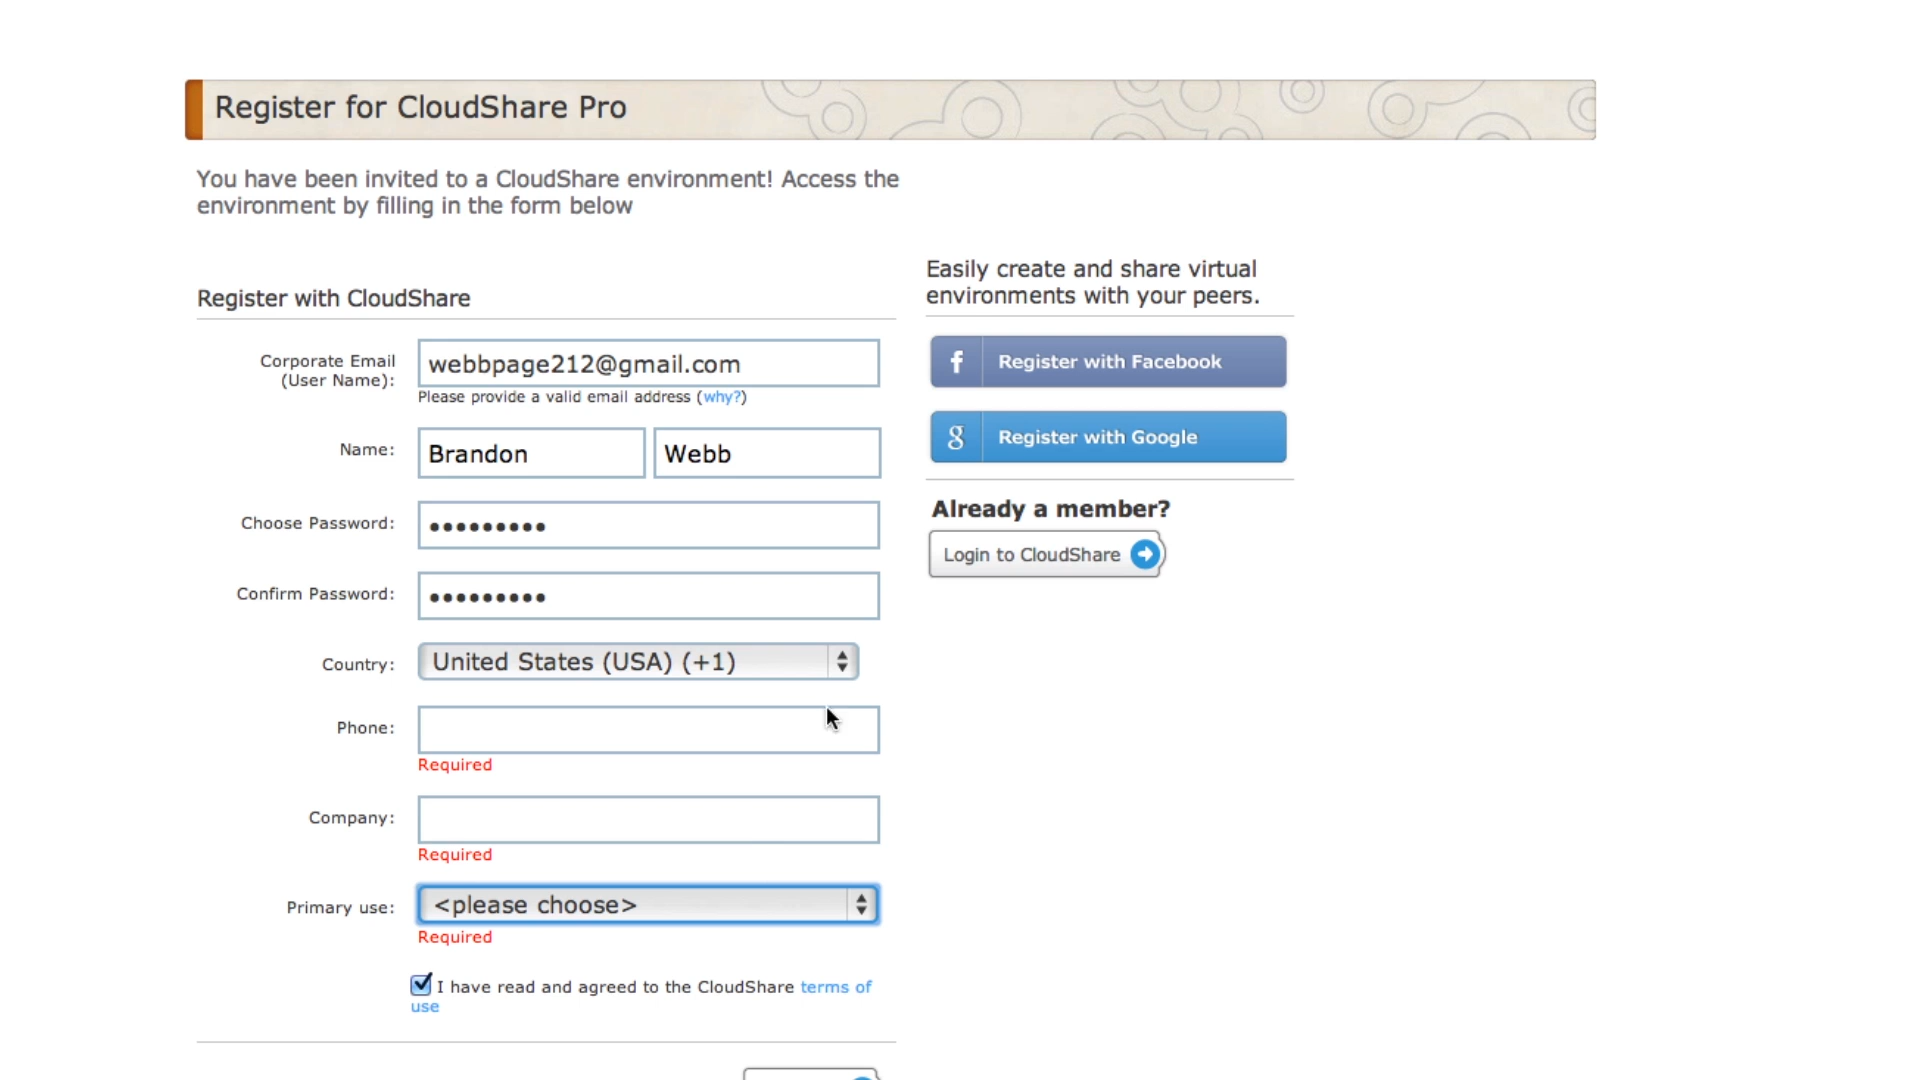 Register for CloudShare Pro
You have been invited to a CloudShare environment! Access the
environment by filling in the form below
Register with CloudShare
Corporate Email
(User Name):
webbpage212@gmail.com
Please provide a valid email address (why?)
Name:
Brandon
Webb
Choose Password:
•••••••••
Confirm Password:
•••••••••
Country:
United States (USA) (+1)
Phone:
Required
Company:
Required
Primary use:
<please choose>
Required
I have read and agreed to the CloudShare terms of
use
Easily create and share virtual
environments with your peers.
f
Register with Facebook
g
Register with Google
Already a member?
Login to CloudShare